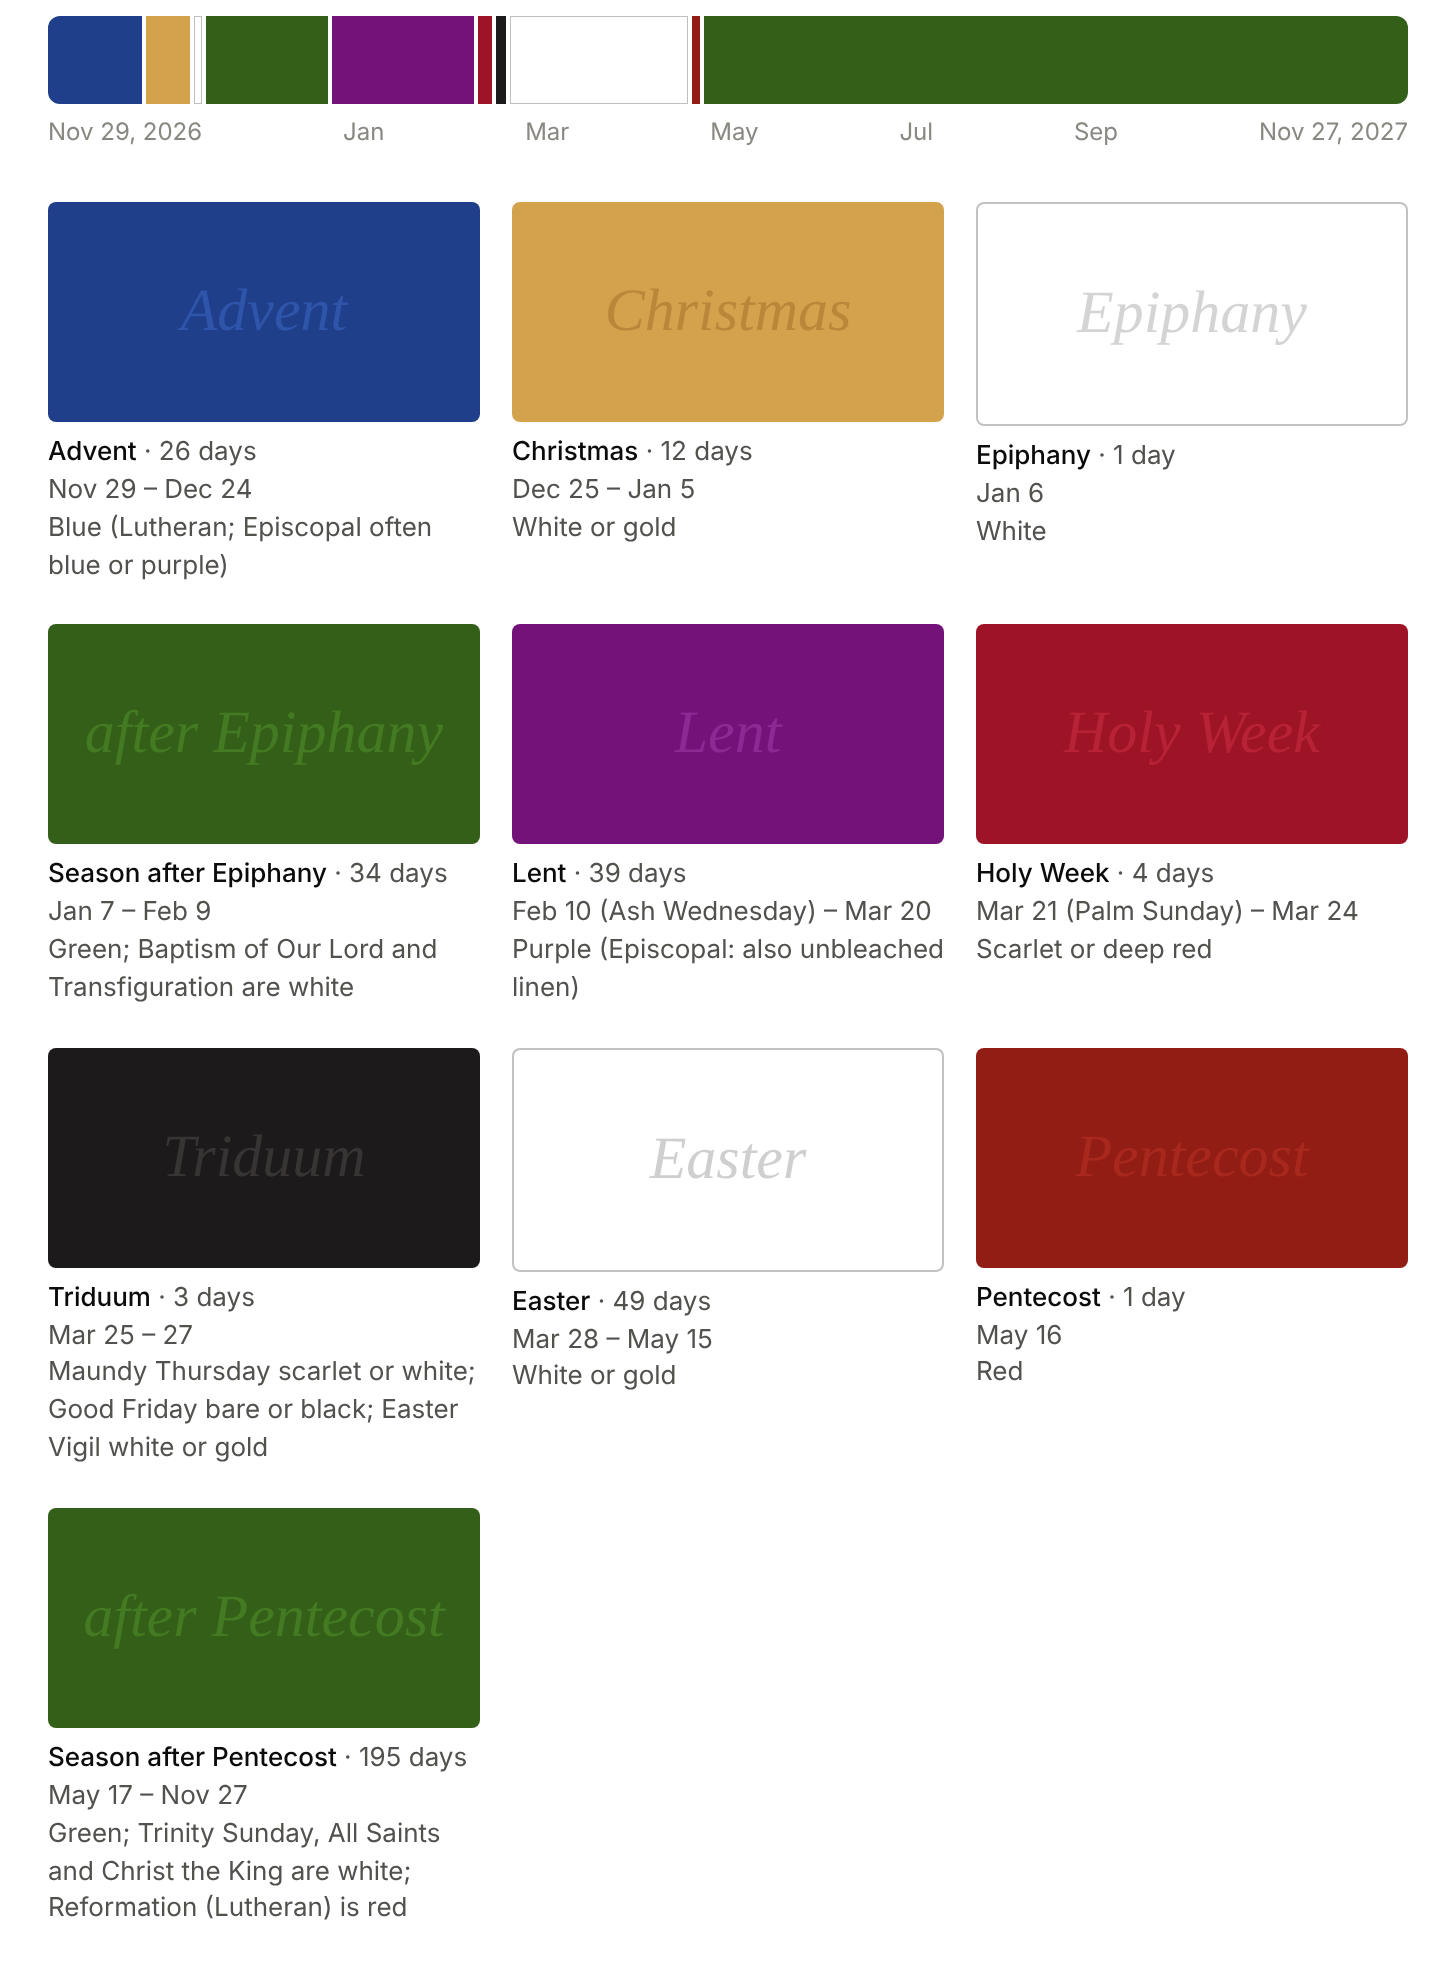 Nov 29, 2026 Jan Mar May Jul Sep Nov 27, 2027
Advent
Advent · 26 days
Nov 29 – Dec 24
Blue (Lutheran; Episcopal often
blue or purple)
Christmas
Christmas · 12 days
Dec 25 – Jan 5
White or gold
Epiphany
Epiphany · 1 day
Jan 6
White
after Epiphany
Season after Epiphany · 34 days
Jan 7 – Feb 9
Green; Baptism of Our Lord and
Transfiguration are white
Lent
Lent · 39 days
Feb 10 (Ash Wednesday) – Mar 20
Purple (Episcopal: also unbleached
linen)
Holy Week
Holy Week · 4 days
Mar 21 (Palm Sunday) – Mar 24
Scarlet or deep red
Triduum
Triduum · 3 days
Mar 25 – 27
Maundy Thursday scarlet or white;
Good Friday bare or black; Easter
Vigil white or gold
Easter
Easter · 49 days
Mar 28 – May 15
White or gold
Pentecost
Pentecost · 1 day
May 16
Red
after Pentecost
Season after Pentecost · 195 days
May 17 – Nov 27
Green; Trinity Sunday, All Saints
and Christ the King are white;
Reformation (Lutheran) is red